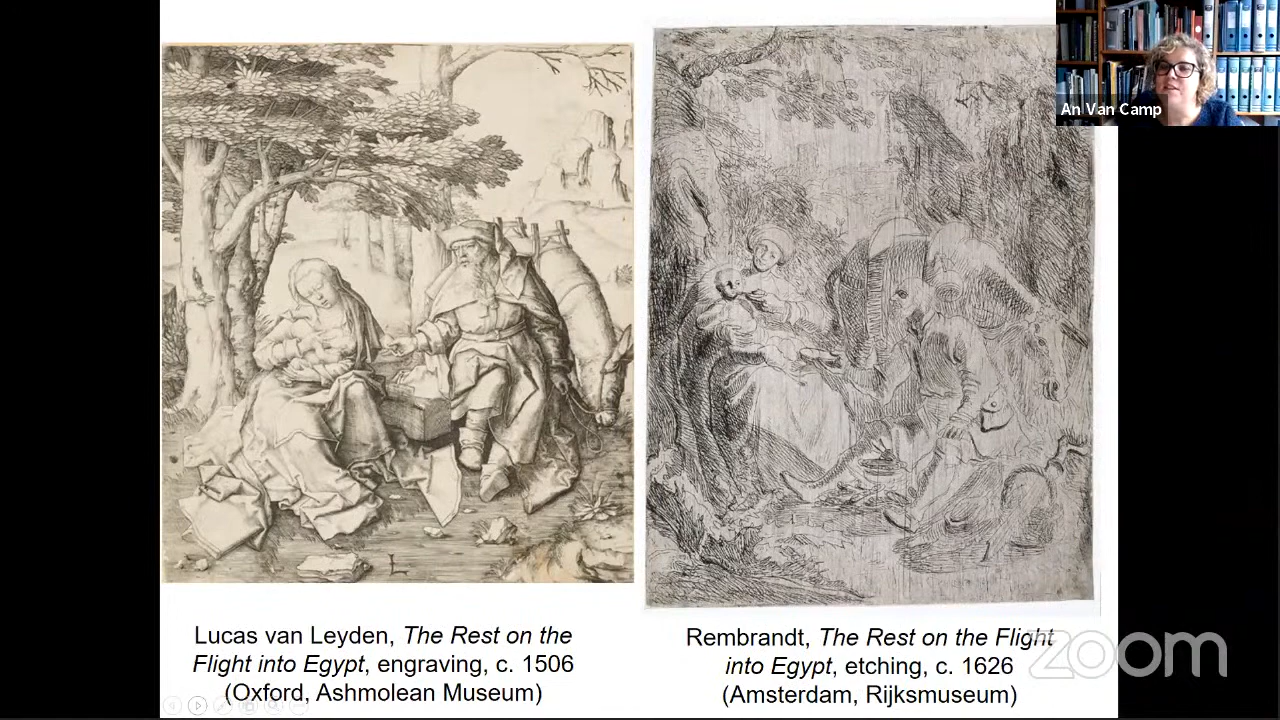 An Van Camp
L
Lucas van Leyden, The Rest on the
Flight into Egypt, engraving, c. 1506
(Oxford, Ashmolean Museum)
Rembrandt, The Rest on the Flight
into Egypt, etching, c. 1626
(Amsterdam, Rijksmuseum)
zoom